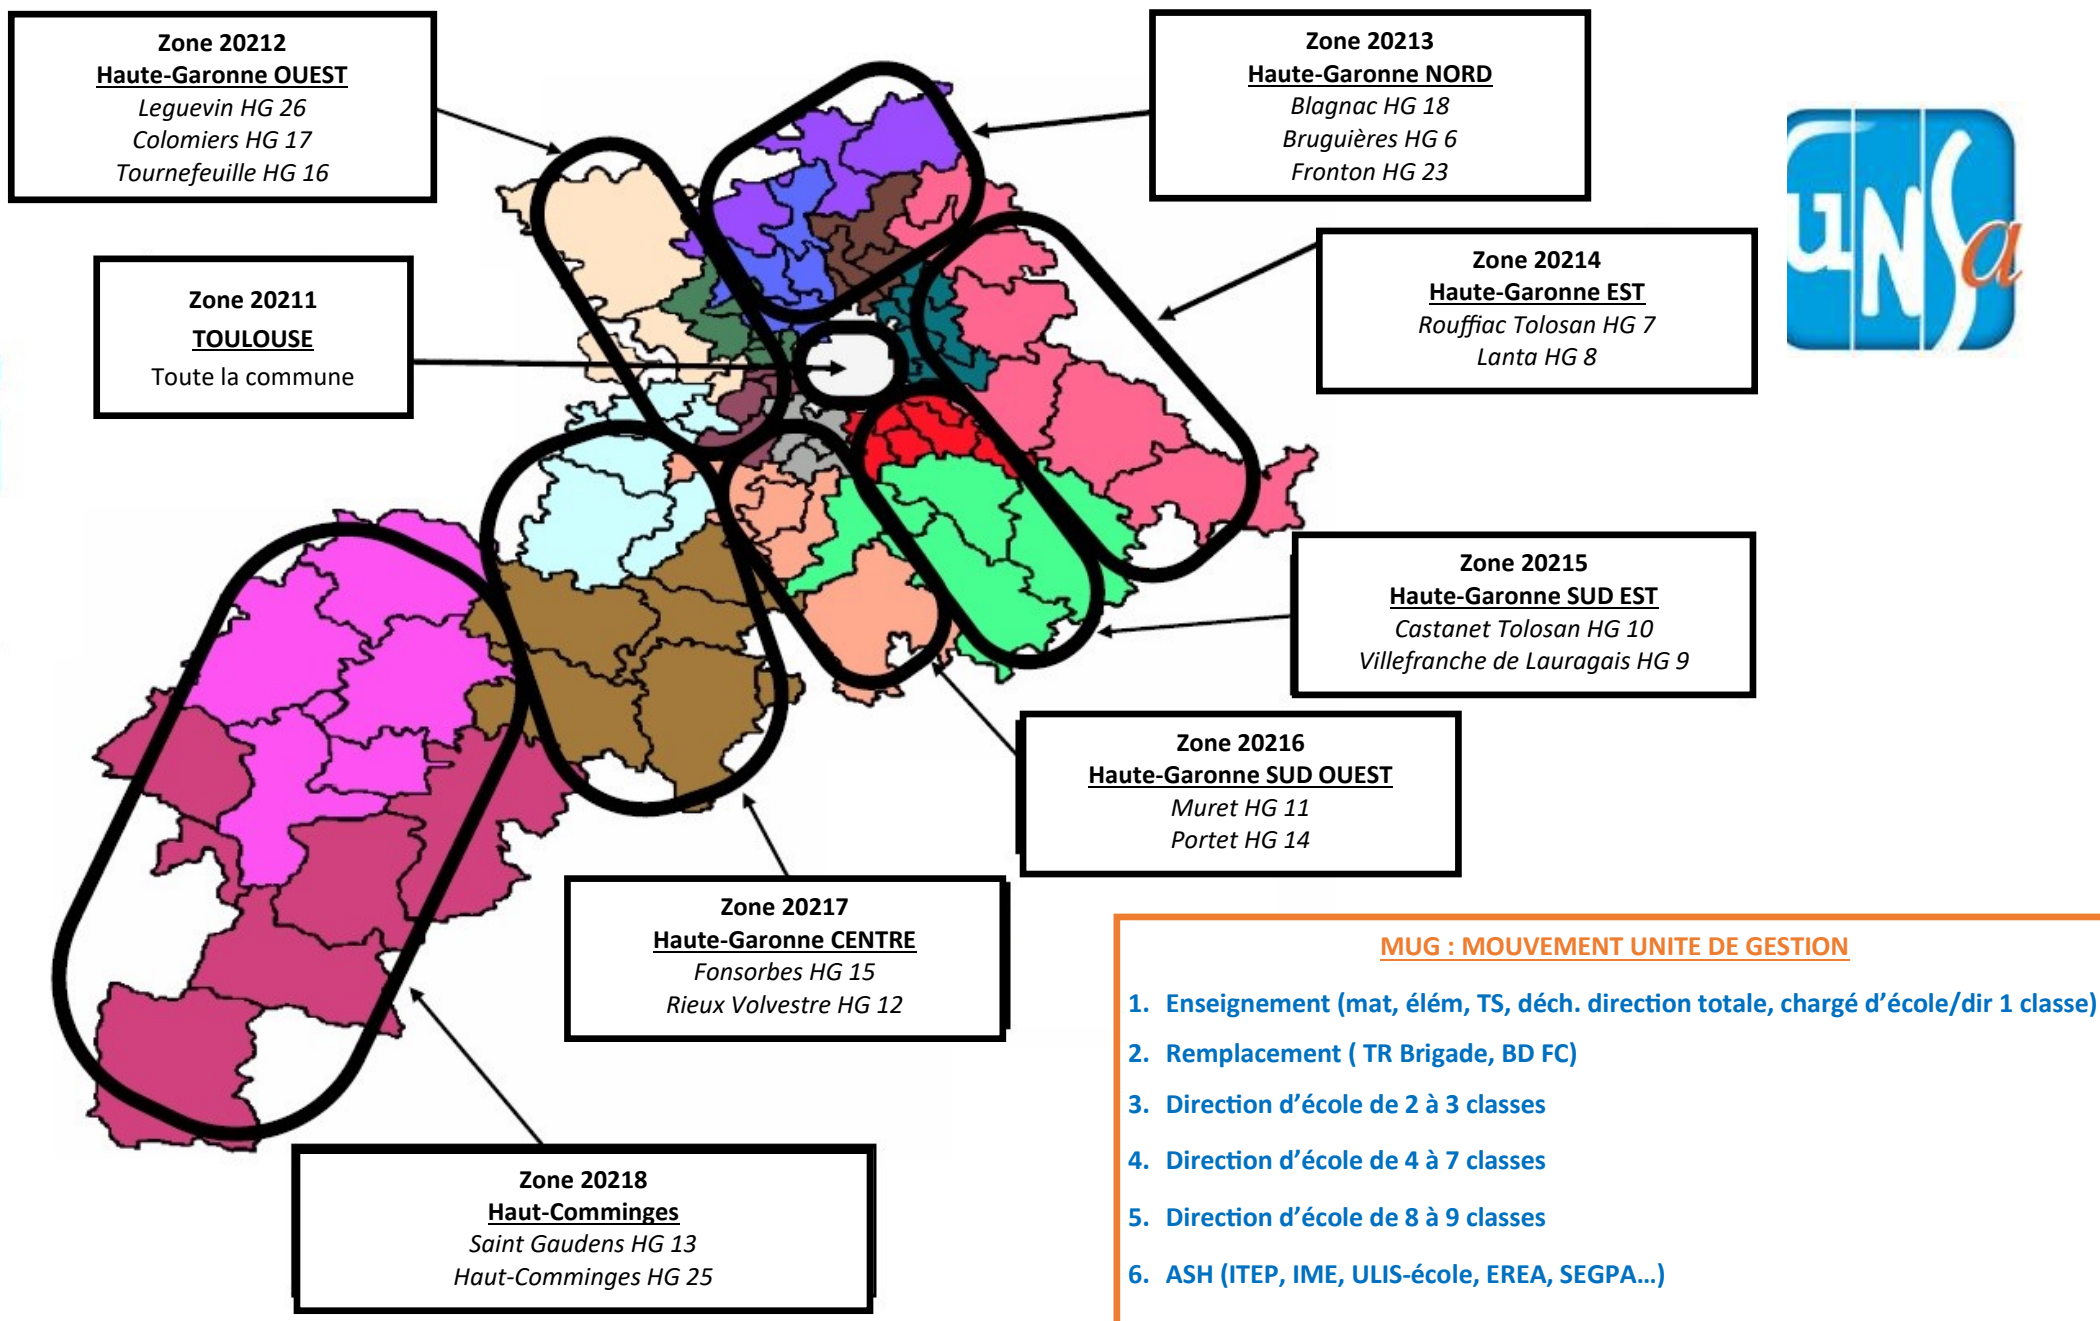 Zone 20212
Haute-Garonne OUEST
Leguevin HG 26
Colomiers HG 17
Tournefeuille HG 16
Zone 20213
Haute-Garonne NORD
Blagnac HG 18
Bruguières HG 6
Fronton HG 23
UNSa
Zone 20211
TOULOUSE
Toute la commune
Zone 20214
Haute-Garonne EST
Rouffiac Tolosan HG 7
Lanta HG 8
Zone 20215
Haute-Garonne SUD EST
Castanet Tolosan HG 10
Villefranche de Lauragais HG 9
Zone 20216
Haute-Garonne SUD OUEST
Muret HG 11
Portet HG 14
Zone 20217
Haute-Garonne CENTRE
Fonsorbes HG 15
Rieux Volvestre HG 12
Zone 20218
Haut-Comminges
Saint Gaudens HG 13
Haut-Comminges HG 25
MUG : MOUVEMENT UNITE DE GESTION
1. Enseignement (mat, élém, TS, déch. direction totale, chargé d'école/dir 1 classe)
2. Remplacement ( TR Brigade, BD FC)
3. Direction d'école de 2 à 3 classes
4. Direction d'école de 4 à 7 classes
5. Direction d'école de 8 à 9 classes
6. ASH (ITEP, IME, ULIS-école, EREA, SEGPA…)